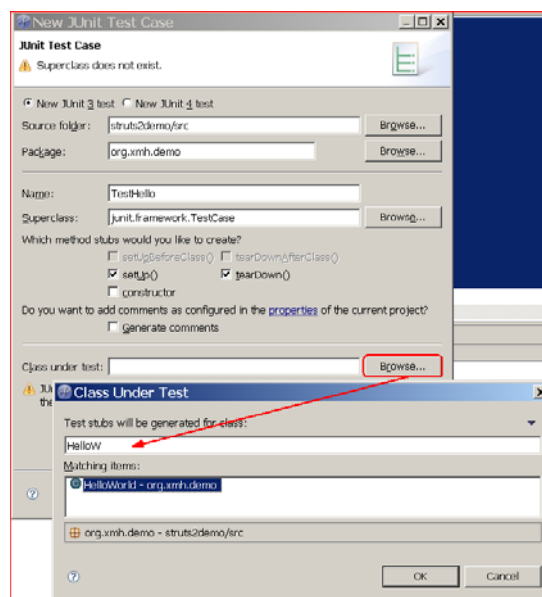 New JUnit Test Case
JUnit Test Case
Superclass does not exist.
New JUnit 3 test New JUnit 4 test
Source folder: struts2demo/src Browse...
Package: org.xmh.demo Browse...
Name: TestHello
Superclass: junit.framework.TestCase Browse...
Which method stubs would you like to create?
setUpBeforeClass() tearDownAfterClass()
setUp() tearDown()
constructor
Do you want to add comments as configured in the properties of the current project?
Generate comments
Class under test: Browse...
the
Class Under Test
Test stubs will be generated for class:
HelloW
Matching items:
HelloWorld - org.xmh.demo
org.xmh.demo - struts2demo/src
OK Cancel